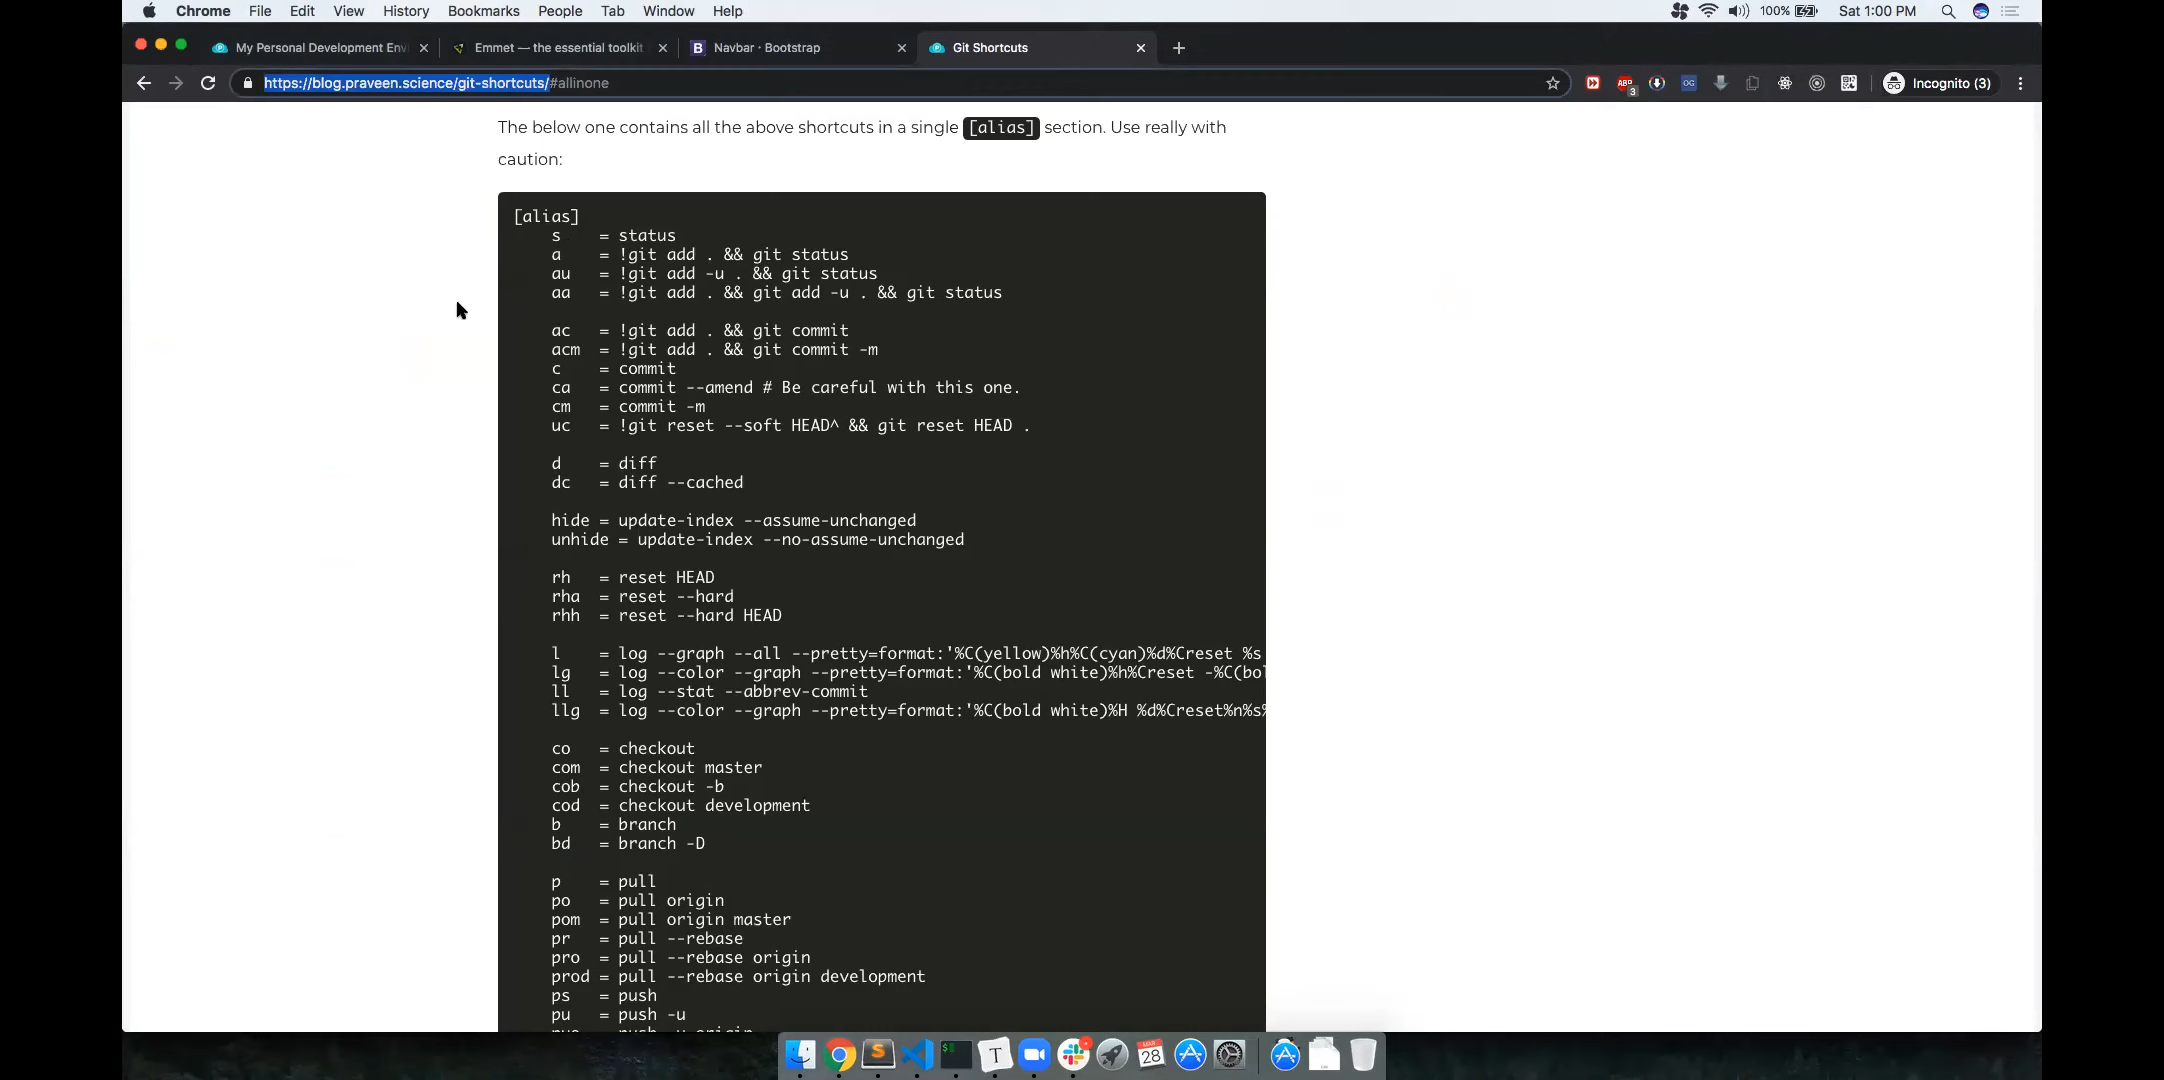 Chrome File Edit View History Bookmarks People Tab Window Help 100% Sat 1:00 PM
My Personal Development Envi Emmet — the essential toolkit B Navbar · Bootstrap Git Shortcuts
https://blog.praveen.science/git-shortcuts/#allinone ABP 3 OG Incognito (3)
The below one contains all the above shortcuts in a single [alias] section. Use really with
caution:
[alias]
s = status
a = !git add . && git status
au = !git add -u . && git status
aa = !git add . && git add -u . && git status
ac = !git add . && git commit
acm = !git add . && git commit -m
c = commit
ca = commit --amend # Be careful with this one.
cm = commit -m
uc = !git reset --soft HEAD^ && git reset HEAD .
d = diff
dc = diff --cached
hide = update-index --assume-unchanged
unhide = update-index --no-assume-unchanged
rh = reset HEAD
rha = reset --hard
rhh = reset --hard HEAD
l = log --graph --all --pretty=format:'%C(yellow)%h%C(cyan)%d%Creset %s
lg = log --color --graph --pretty=format:'%C(bold white)%h%Creset -%C(bol
ll = log --stat --abbrev-commit
llg = log --color --graph --pretty=format:'%C(bold white)%H %d%Creset%n%s%
co = checkout
com = checkout master
cob = checkout -b
cod = checkout development
b = branch
bd = branch -D
p = pull
po = pull origin
pom = pull origin master
pr = pull --rebase
pro = pull --rebase origin
prod = pull --rebase origin development
ps = push
pu = push -u
S $ T MAR 28